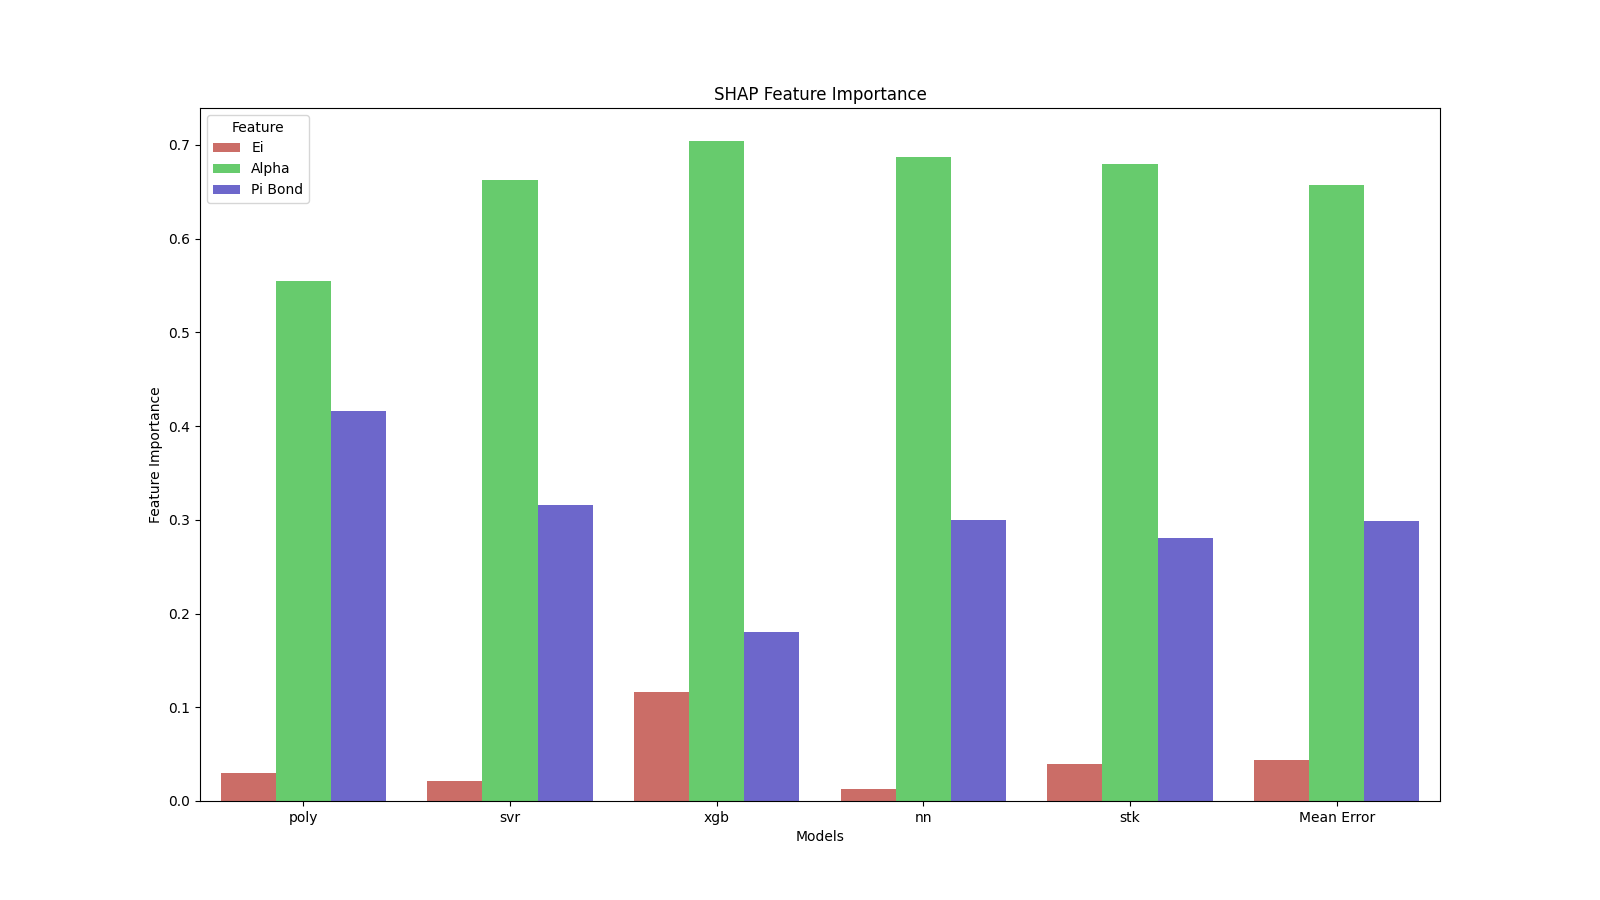 SHAP Feature Importance
Feature
Ei
Alpha
Pi Bond
Feature Importance
0.7
0.6
0.5
0.4
0.3
0.2
0.1
0.0
poly svr xgb nn stk Mean Error
Models